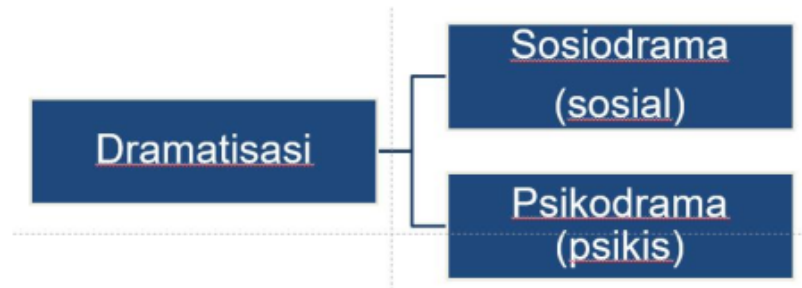 Dramatisasi
Sosiodrama
(sosial)
Psikodrama
(psikis)